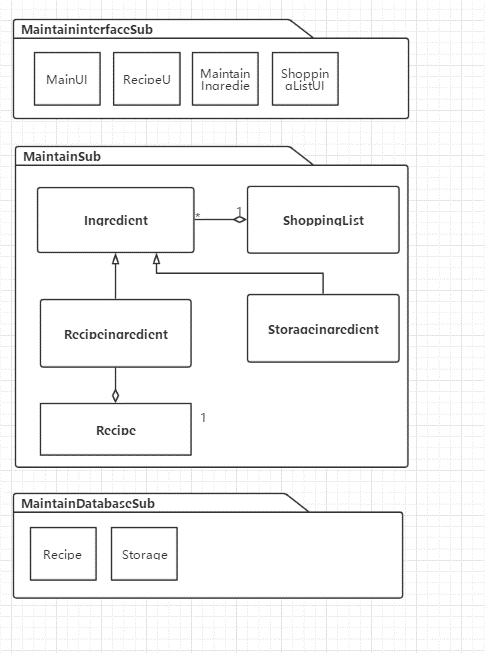 MaintaininterfaceSub
MainUI
RecipeU
Maintain
Ingredie
Shoppin
gListUI
MaintainSub
Ingredient
*
1
ShoppingList
Recipeingredient
Storageingredient
Recipe
1
MaintainDatabaseSub
Recipe
Storage